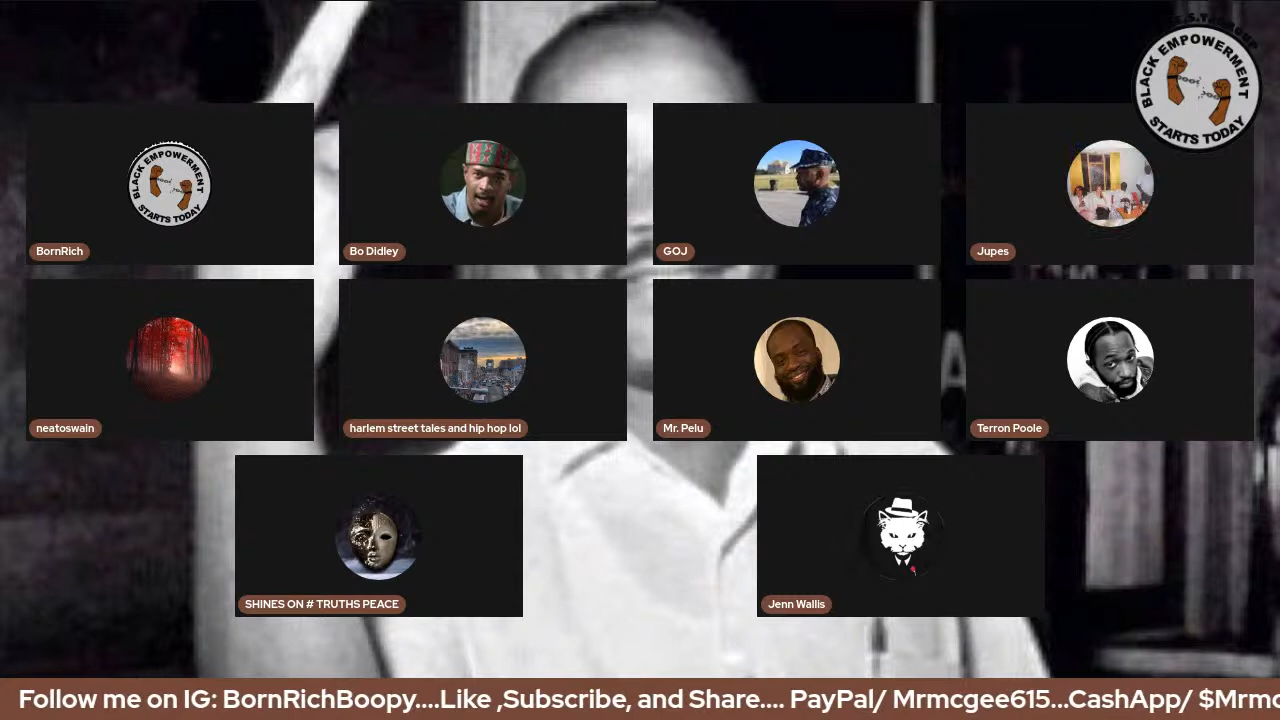 BLACK EMPOWERMENT
STARTS TODAY
BLACK EMPOWERMENT
STARTS TODAY
BornRich
Bo Didley
GOJ
Jupes
neatoswain
harlem street tales and hip hop lol
Mr. Pelu
Terron Poole
SHINES ON # TRUTHS PEACE
Jenn Wallis
Follow me on IG: BornRichBoopy....Like ,Subscribe, and Share.... PayPal/ Mrmcgee615...CashApp/ $Mrmc